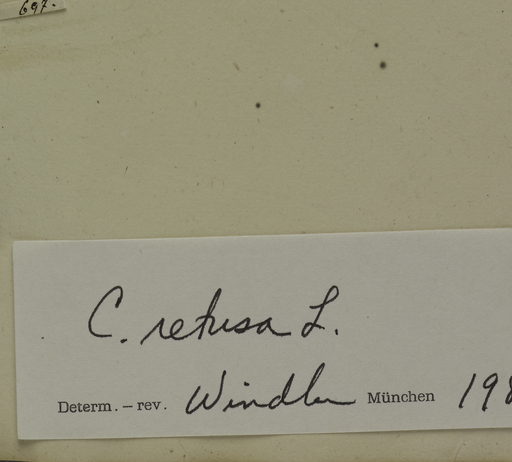 697.
C. retusa L.
Determ. – rev. Windler München 198